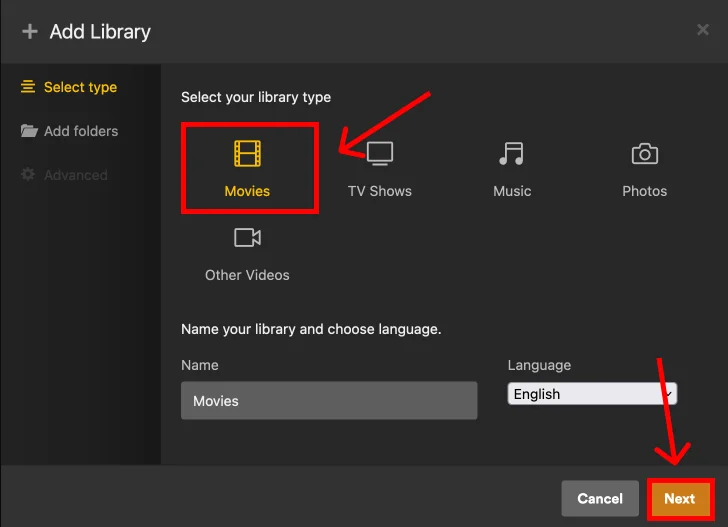 Add Library
Select type
Add folders
Advanced
Select your library type
Movies
TV Shows
Music
Photos
Other Videos
Name your library and choose language.
Name
Language
Movies
English
Cancel
Next